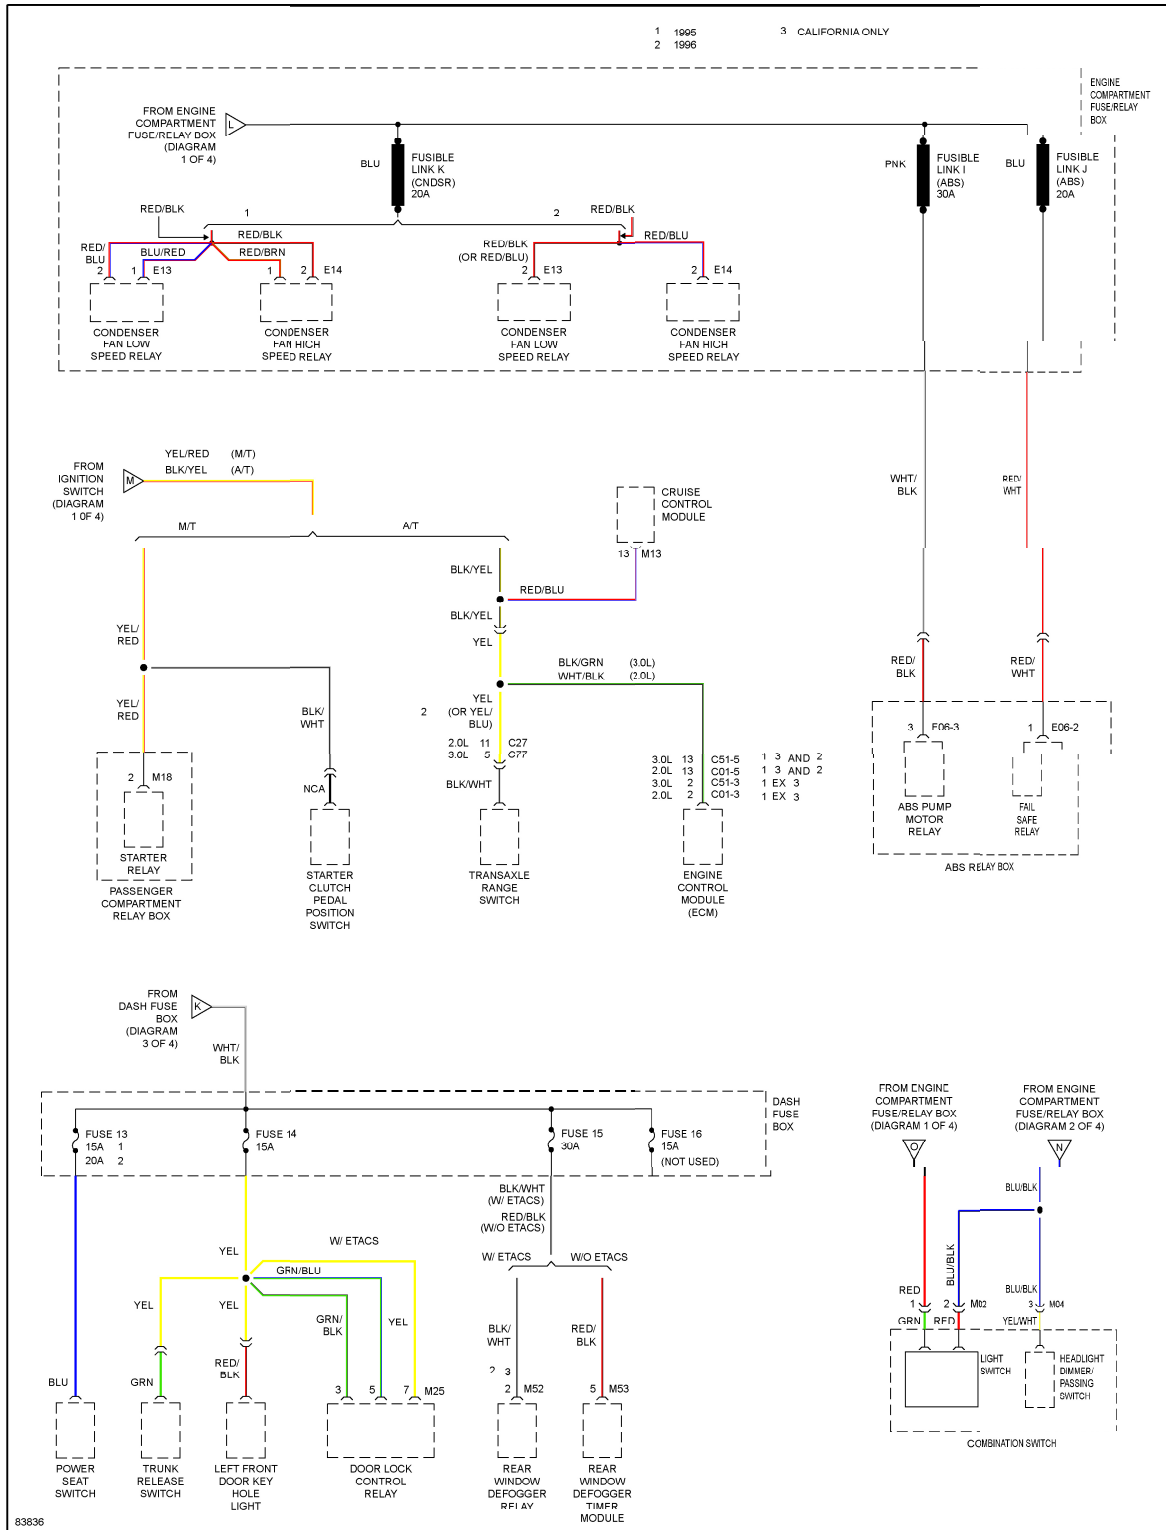 1 1995
2 1996
3 CALIFORNIA ONLY
ENGINE
COMPARTMENT
FUSE/RELAY
BOX
FROM ENGINE
COMPARTMENT
FUSE/RELAY BOX
(DIAGRAM
1 OF 4)
L
BLU
FUSIBLE
LINK K
(CNDSR)
20A
PNK
FUSIBLE
LINK I
(ABS)
30A
BLU
FUSIBLE
LINK J
(ABS)
20A
RED/BLK
1
2
RED/BLK
RED/
BLU
BLU/RED
RED/BLK
RED/BRN
RED/BLK
(OR RED/BLU)
RED/BLU
2 1 E13
1 2 E14
2 E13
2 E14
CONDENSER
FAN LOW
SPEED RELAY
CONDENSER
FAN HIGH
SPEED RELAY
CONDENSER
FAN LOW
SPEED RELAY
CONDENSER
FAN HIGH
SPEED RELAY
YEL/RED (M/T)
BLK/YEL (A/T)
FROM
IGNITION
SWITCH
(DIAGRAM
1 OF 4)
M
M/T
A/T
CRUISE
CONTROL
MODULE
13 M13
WHT/
BLK
RED/
WHT
BLK/YEL
RED/BLU
BLK/YEL
YEL
YEL/
RED
BLK/GRN (3.0L)
WHT/BLK (2.0L)
YEL/
RED
BLK/
WHT
2
YEL
(OR YEL/
BLU)
2.0L 11 C27
3.0L 5 C77
BLK/WHT
3.0L 13 C51-5 1 3 AND 2
2.0L 13 C01-5 1 3 AND 2
3.0L 2 C51-3 1 EX 3
2.0L 2 C01-3 1 EX 3
RED/
BLK
RED/
WHT
3 E06-3
1 E06-2
ABS PUMP
MOTOR
RELAY
FAIL
SAFE
RELAY
ABS RELAY BOX
2 M18
NCA
STARTER
RELAY
PASSENGER
COMPARTMENT
RELAY BOX
STARTER
CLUTCH
PEDAL
POSITION
SWITCH
TRANSAXLE
RANGE
SWITCH
ENGINE
CONTROL
MODULE
(ECM)
FROM
DASH FUSE
BOX
(DIAGRAM
3 OF 4)
K
WHT/
BLK
DASH
FUSE
BOX
FUSE 13
15A 1
20A 2
FUSE 14
15A
FUSE 15
30A
FUSE 16
15A
(NOT USED)
FROM ENGINE
COMPARTMENT
FUSE/RELAY BOX
(DIAGRAM 1 OF 4)
O
FROM ENGINE
COMPARTMENT
FUSE/RELAY BOX
(DIAGRAM 2 OF 4)
N
BLK/WHT
(W/ ETACS)
RED/BLK
(W/O ETACS)
BLU/BLK
YEL
W/ ETACS
GRN/BLU
W/ ETACS
W/O ETACS
BLU/BLK
RED
BLU/BLK
YEL
YEL
GRN/
BLK
YEL
BLK/
WHT
RED/
BLK
1 2 M02
3 M04
GRN
RED
YEL/WHT
LIGHT
SWITCH
HEADLIGHT
DIMMER/
PASSING
SWITCH
COMBINATION SWITCH
BLU
GRN
RED/
BLK
3 5 7 M25
2 3
2 M52
5 M53
POWER
SEAT
SWITCH
TRUNK
RELEASE
SWITCH
LEFT FRONT
DOOR KEY
HOLE
LIGHT
DOOR LOCK
CONTROL
RELAY
REAR
WINDOW
DEFOGGER
RELAY
REAR
WINDOW
DEFOGGER
TIMER
MODULE
83836